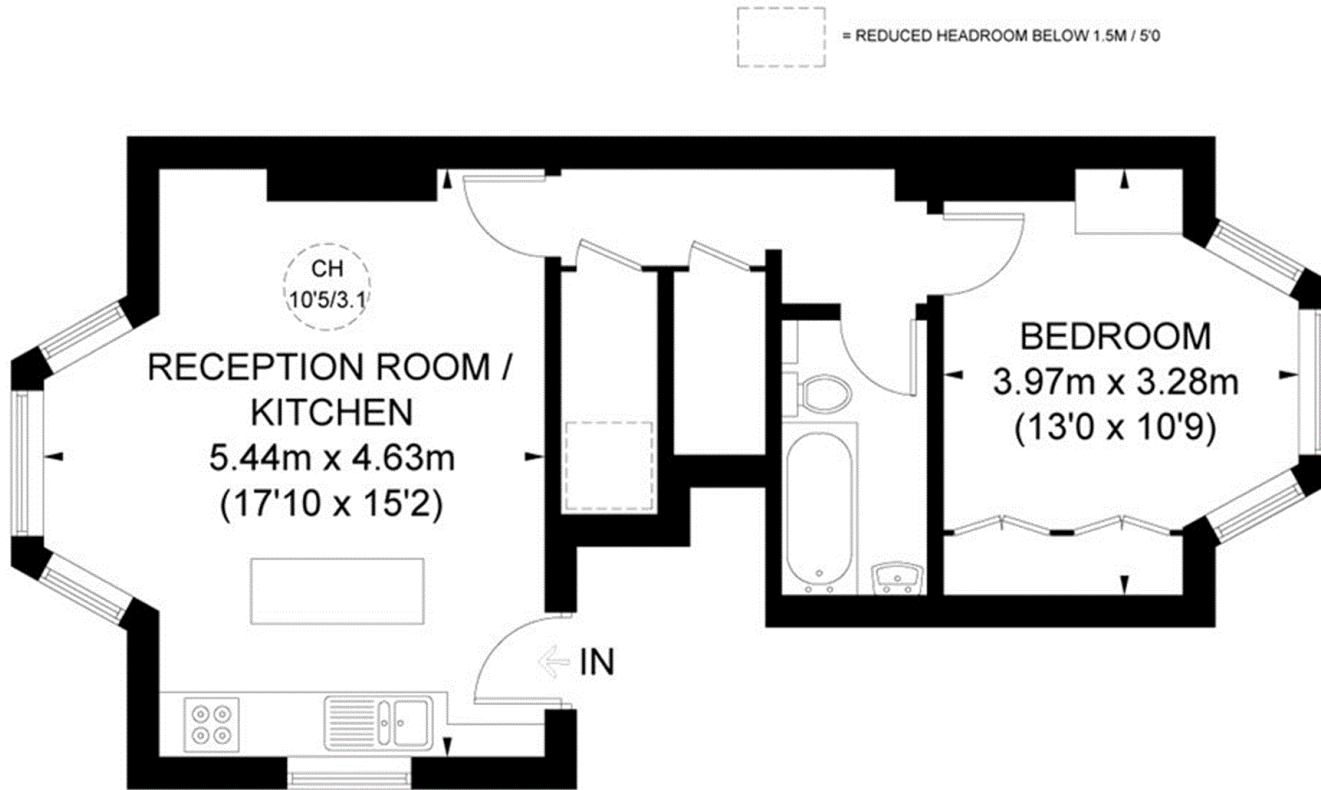 = REDUCED HEADROOM BELOW 1.5M / 5'0
CH
10'5/3.1
RECEPTION ROOM /
KITCHEN
5.44m x 4.63m
(17'10 x 15'2)
BEDROOM
3.97m x 3.28m
(13'0 x 10'9)
IN